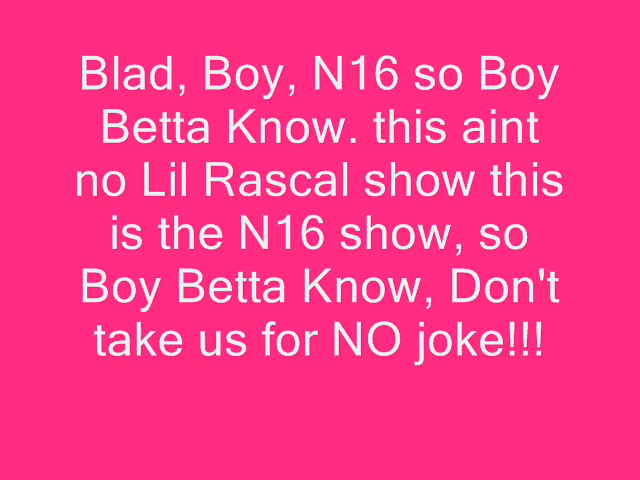 Blad, Boy, N16 so Boy
Betta Know. this aint
no Lil Rascal show this
is the N16 show, so
Boy Betta Know, Don't
take us for NO joke!!!